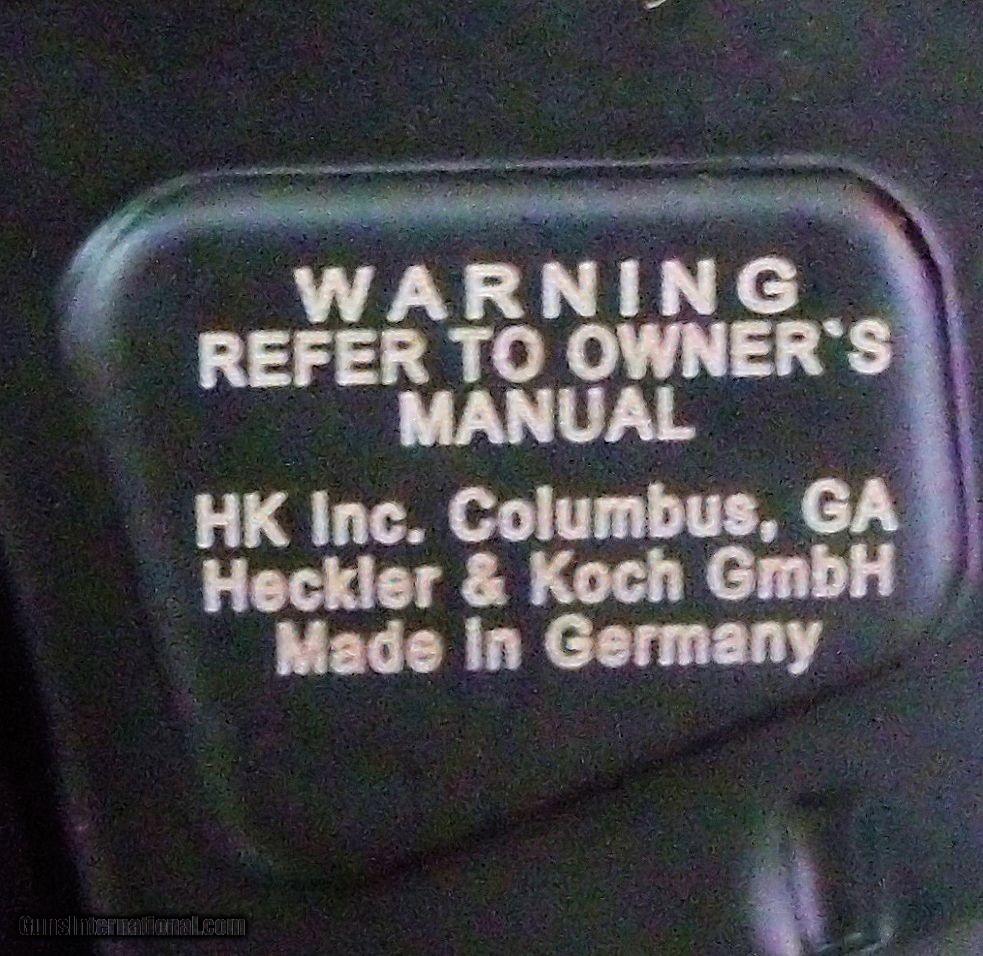 WARNING
REFER TO OWNER`S
MANUAL
HK Inc. Columbus, GA
Heckler & Koch GmbH
Made in Germany
GunsInternational.com